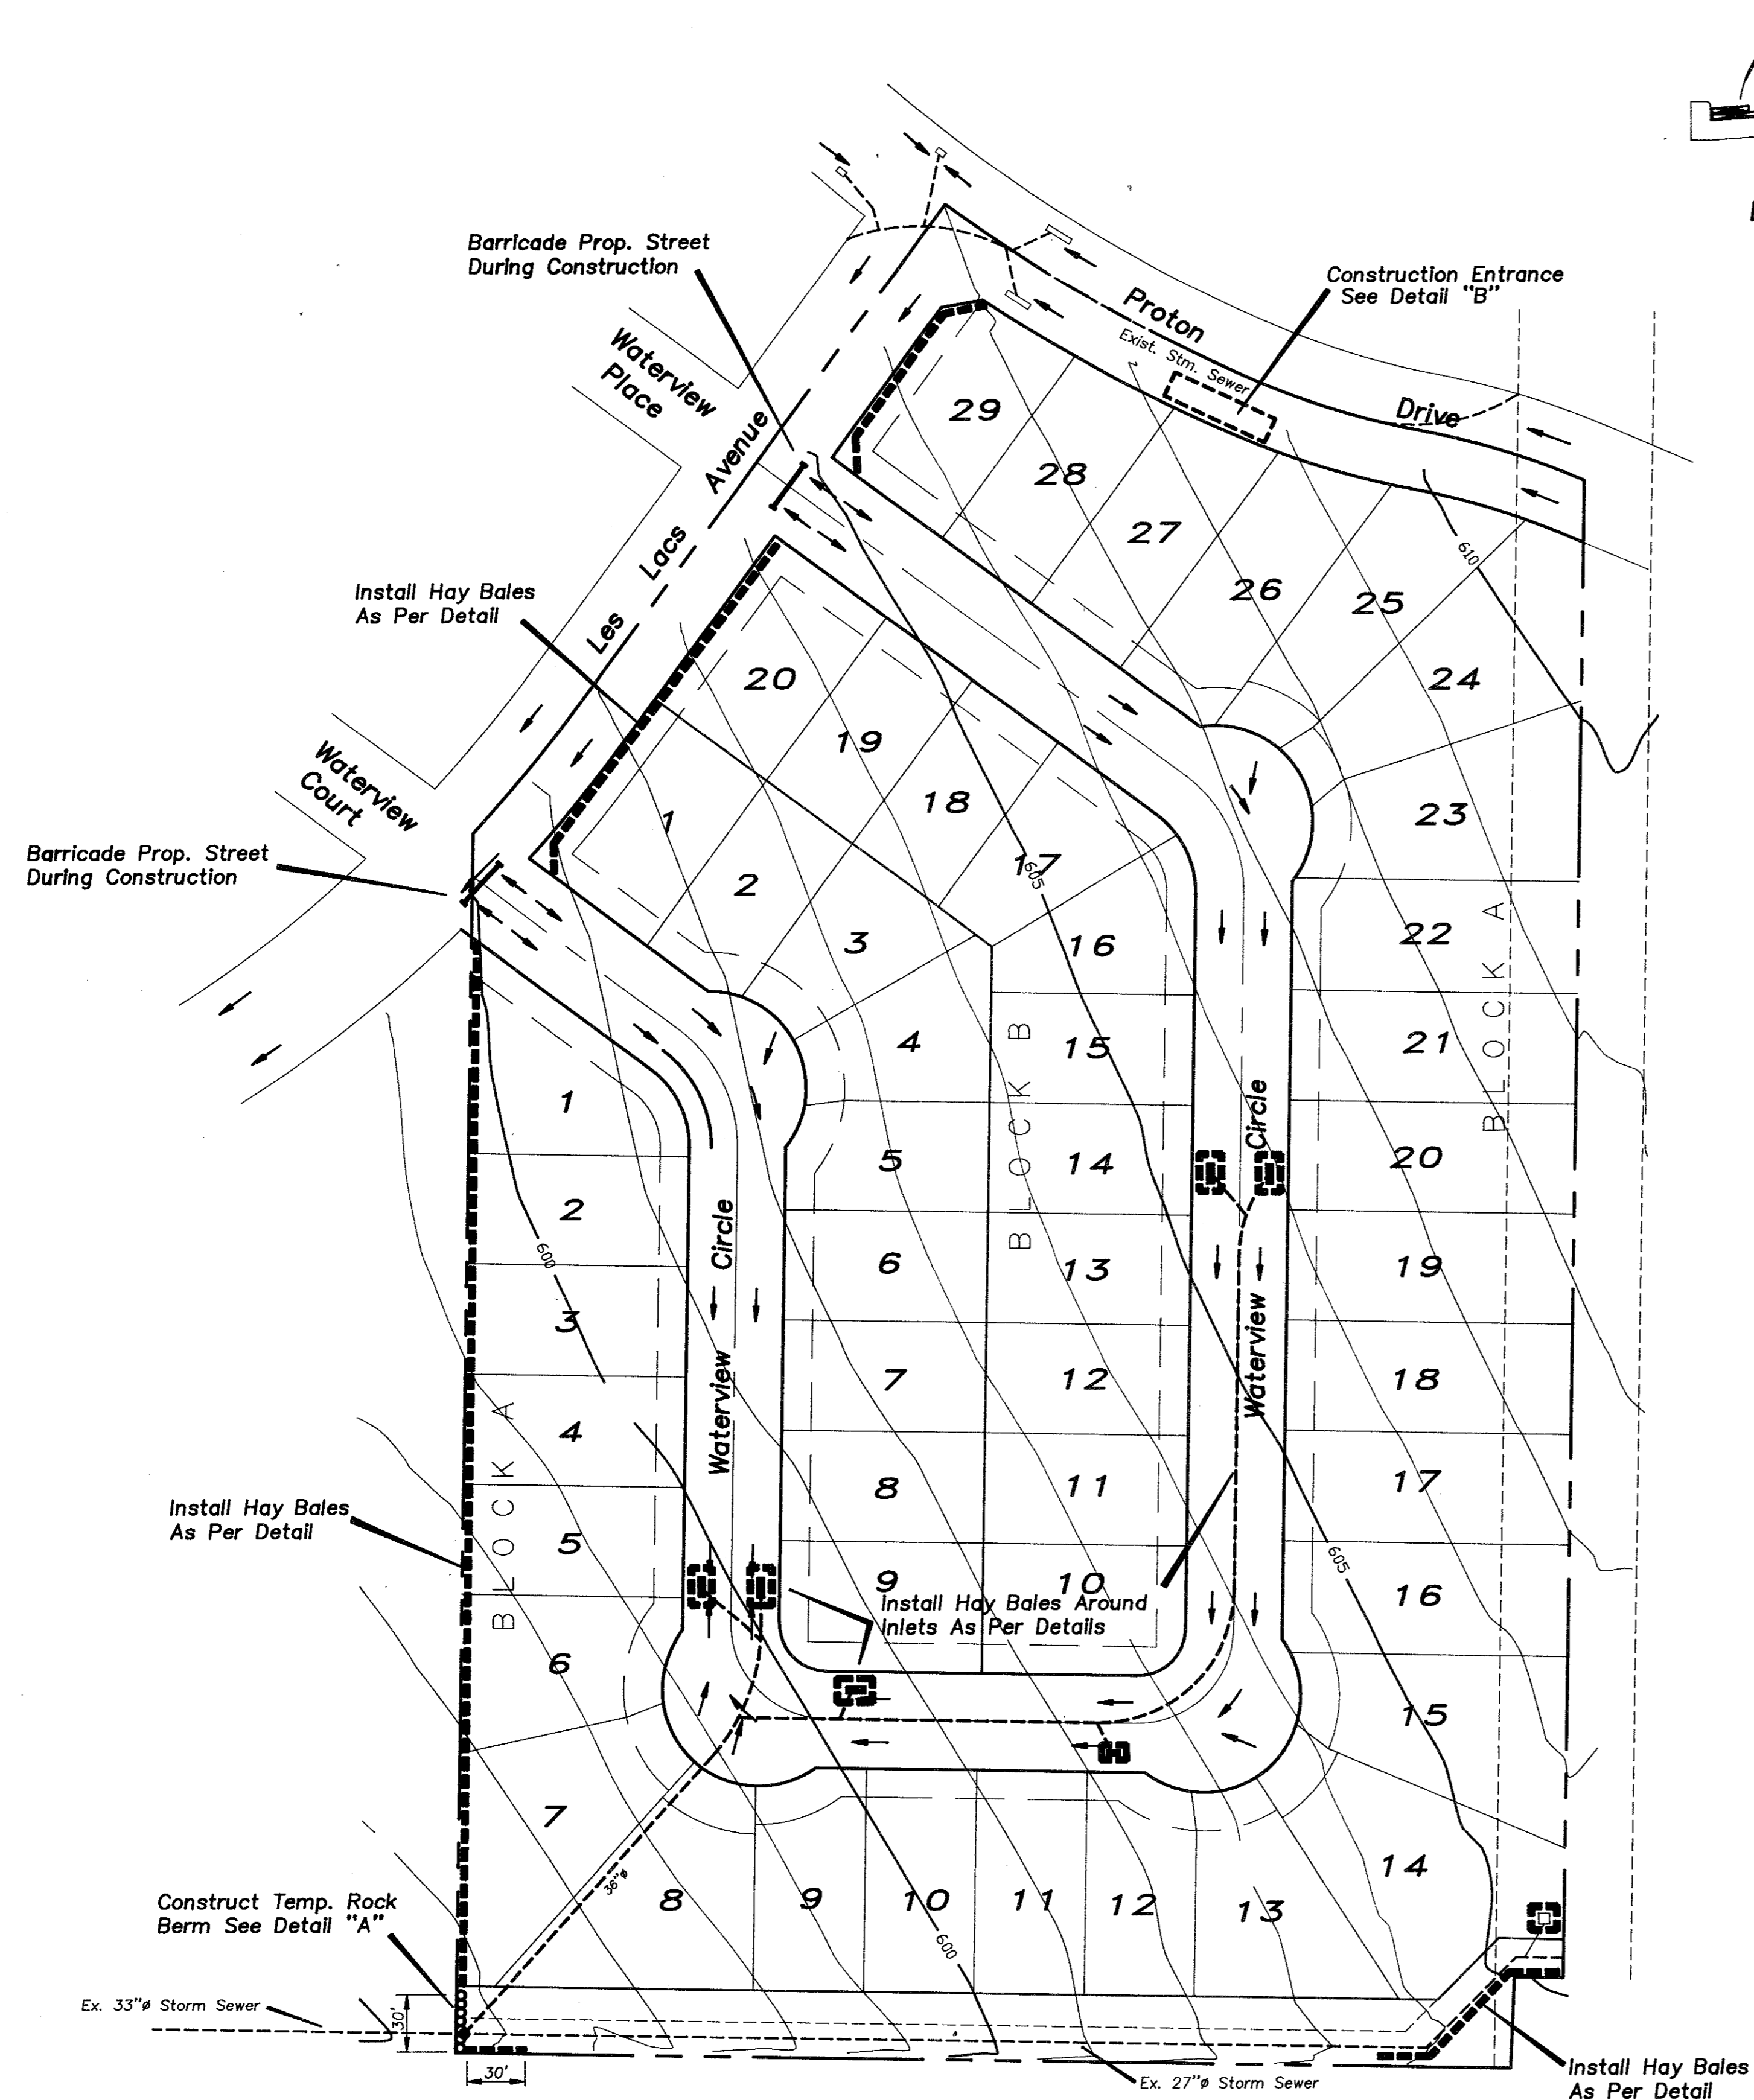 Barricade Prop. Street
During Construction
Construction Entrance
See Detail "B"
Proton
Drive
Exist. Stm. Sewer
Waterview
Place
Les Lacs Avenue
29
28
27
26
25
24
23
22
21
20
19
18
17
16
15
14
13
12
11
10
9
8
7
6
5
4
3
2
1
610
Install Hay Bales
As Per Detail
Waterview
Court
Barricade Prop. Street
During Construction
20
19
18
17
16
15
14
13
12
11
10
9
8
7
6
5
4
3
2
1
605
BLOCK B
BLOCK A
BLOCK A
Waterview Circle
Waterview Circle
600
605
600
Install Hay Bales
As Per Detail
Install Hay Bales Around
Inlets As Per Details
36"ø
Construct Temp. Rock
Berm See Detail "A"
Ex. 33"ø Storm Sewer
30'
30'
Ex. 27"ø Storm Sewer
Install Hay Bales
As Per Detail